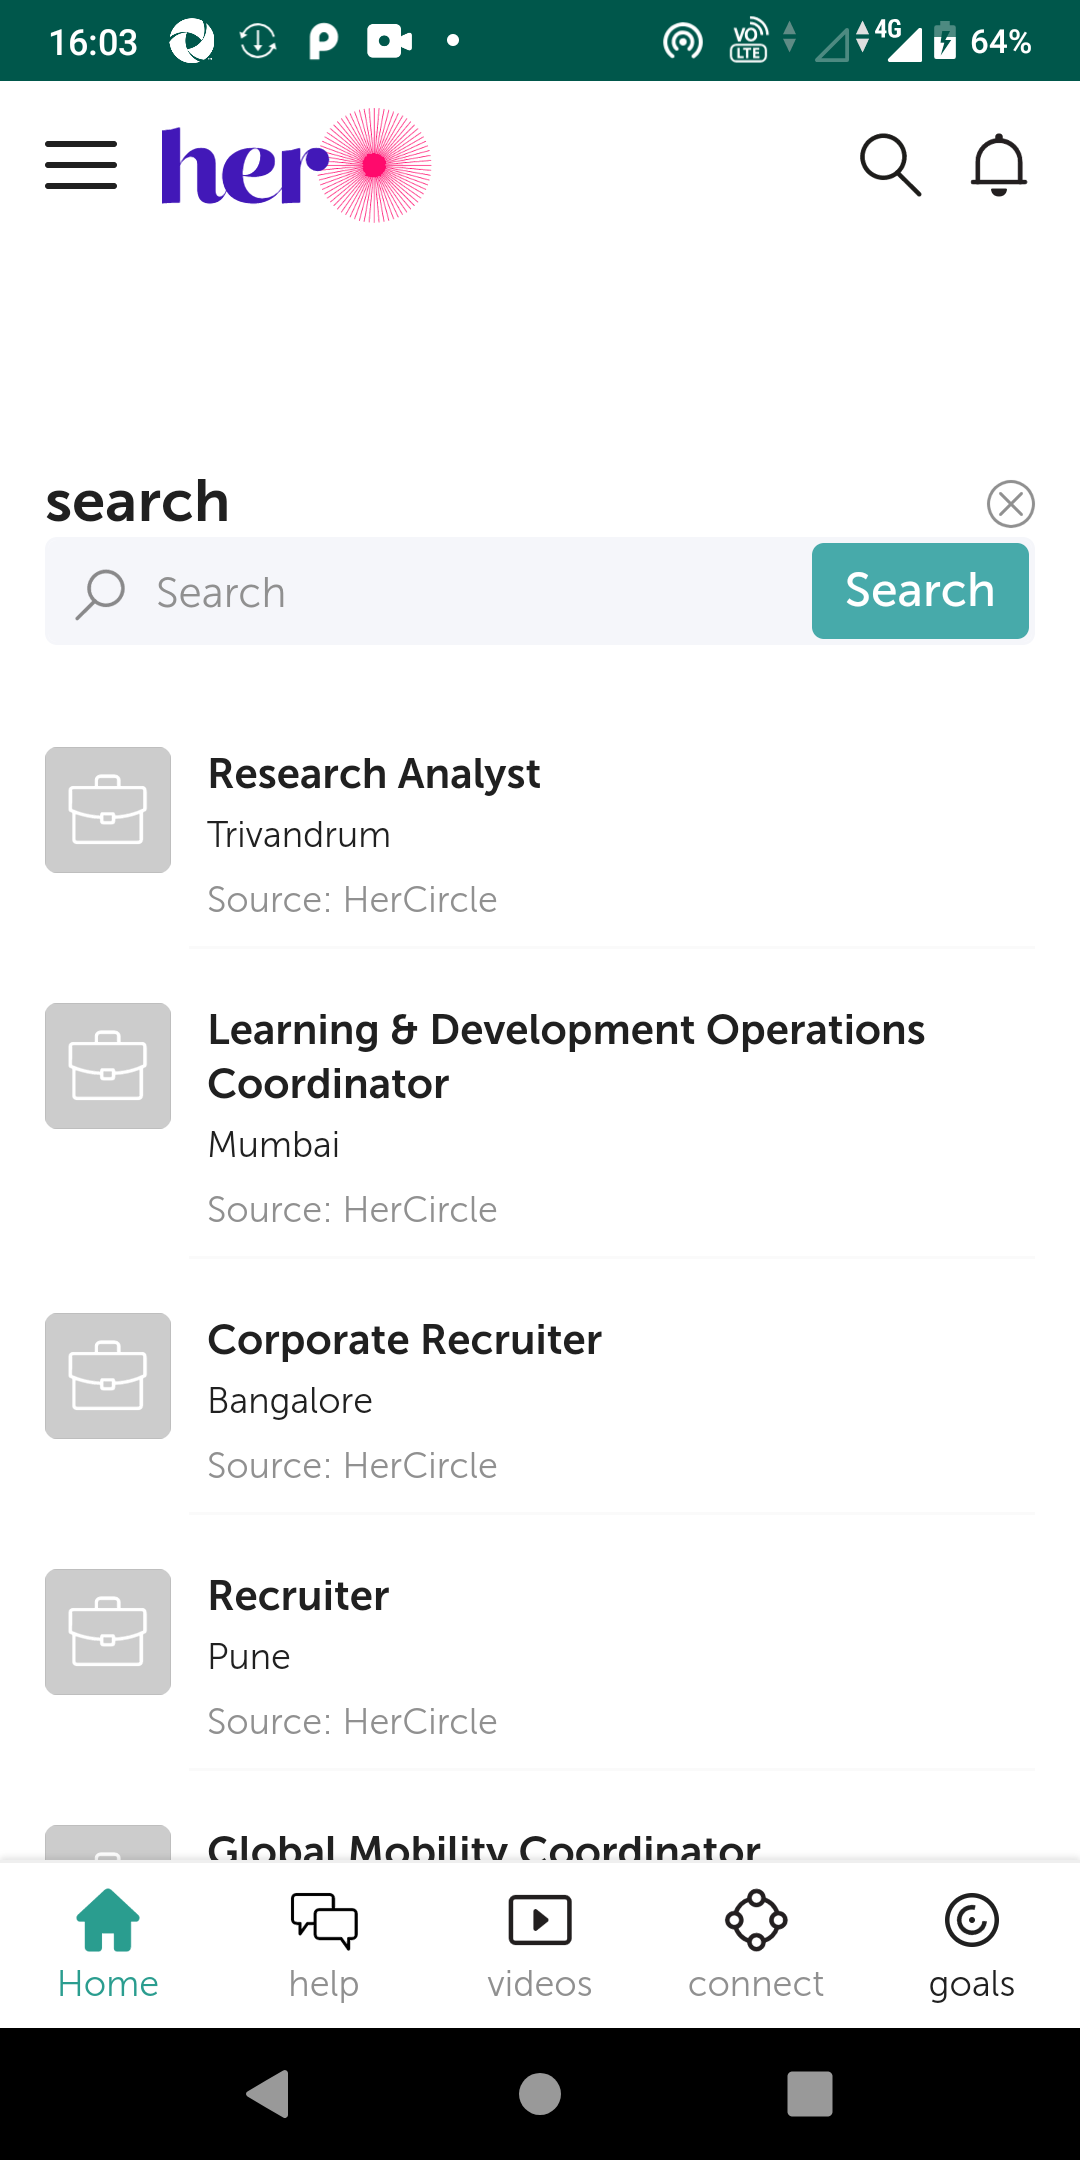 16:03
VO
LTE
4G
64%
her
search
Search
Search
Research Analyst
Trivandrum
Source: HerCircle
Learning & Development Operations
Coordinator
Mumbai
Source: HerCircle
Corporate Recruiter
Bangalore
Source: HerCircle
Recruiter
Pune
Source: HerCircle
Global Mobility Coordinator
Home
help
videos
connect
goals